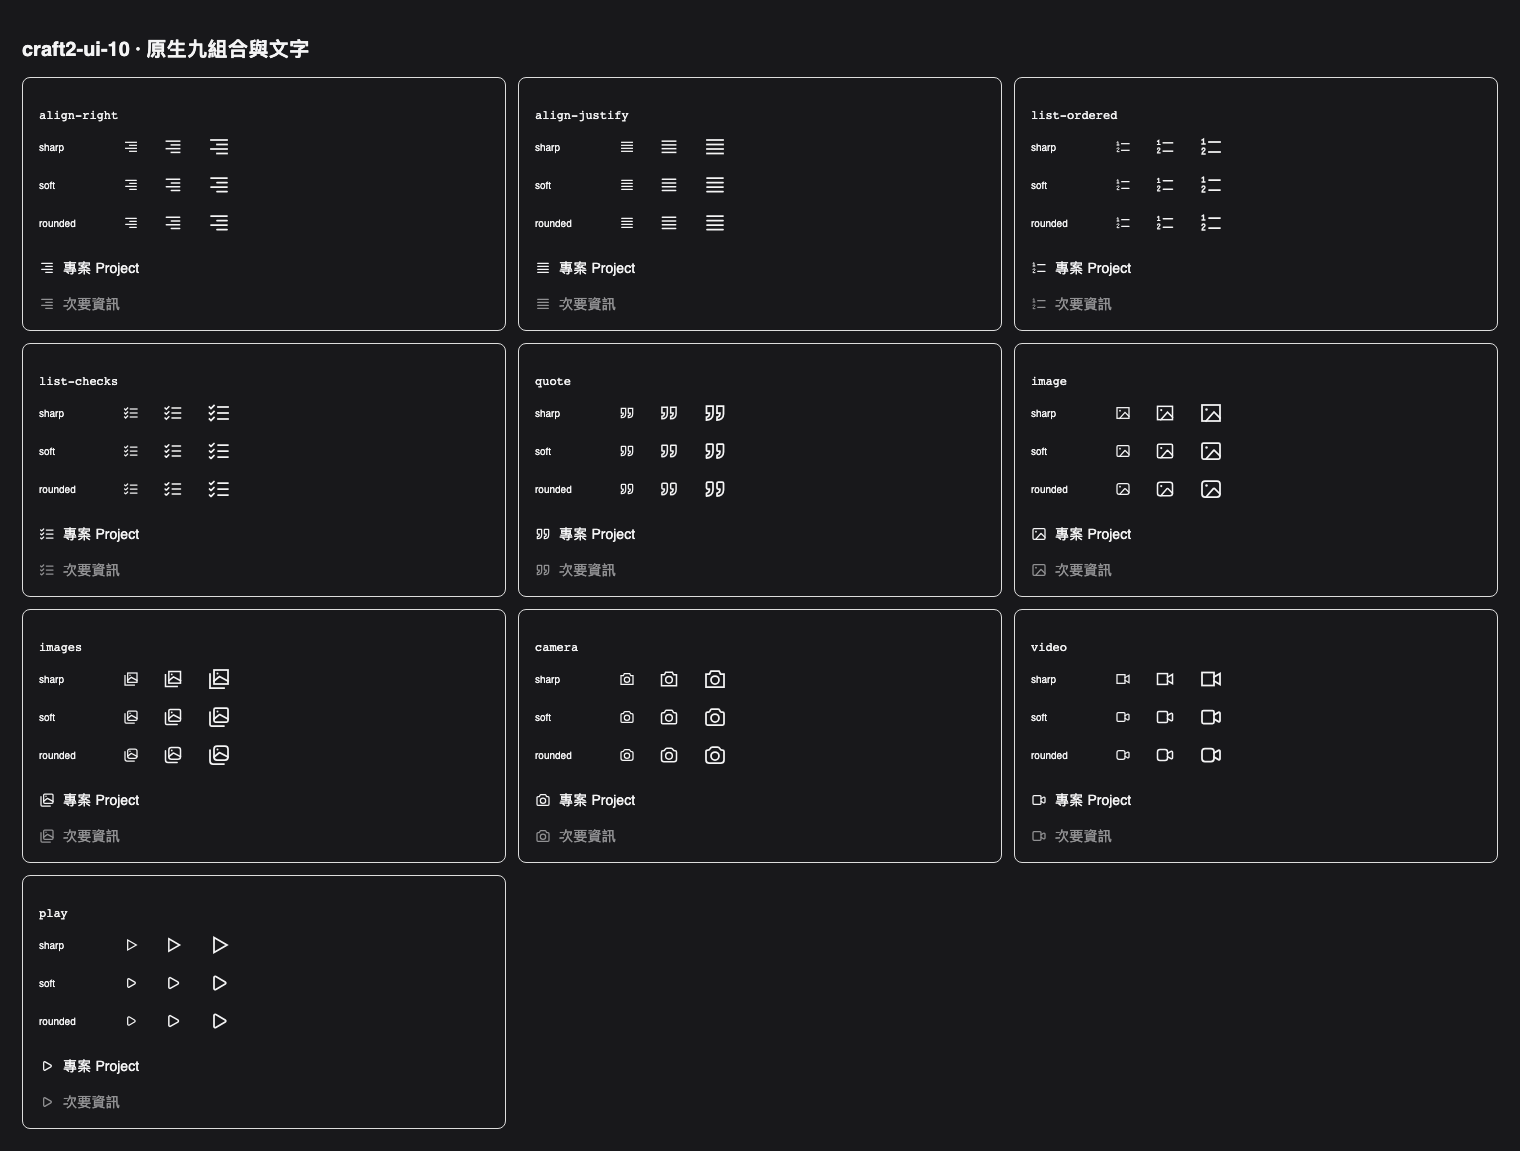 craft2-ui-10 · 原生九組合與文字
align-right
sharp
soft
rounded
專案 Project
次要資訊
align-justify
sharp
soft
rounded
專案 Project
次要資訊
list-ordered
sharp
soft
rounded
專案 Project
次要資訊
list-checks
sharp
soft
rounded
專案 Project
次要資訊
quote
sharp
soft
rounded
專案 Project
次要資訊
image
sharp
soft
rounded
專案 Project
次要資訊
images
sharp
soft
rounded
專案 Project
次要資訊
camera
sharp
soft
rounded
專案 Project
次要資訊
video
sharp
soft
rounded
專案 Project
次要資訊
play
sharp
soft
rounded
專案 Project
次要資訊